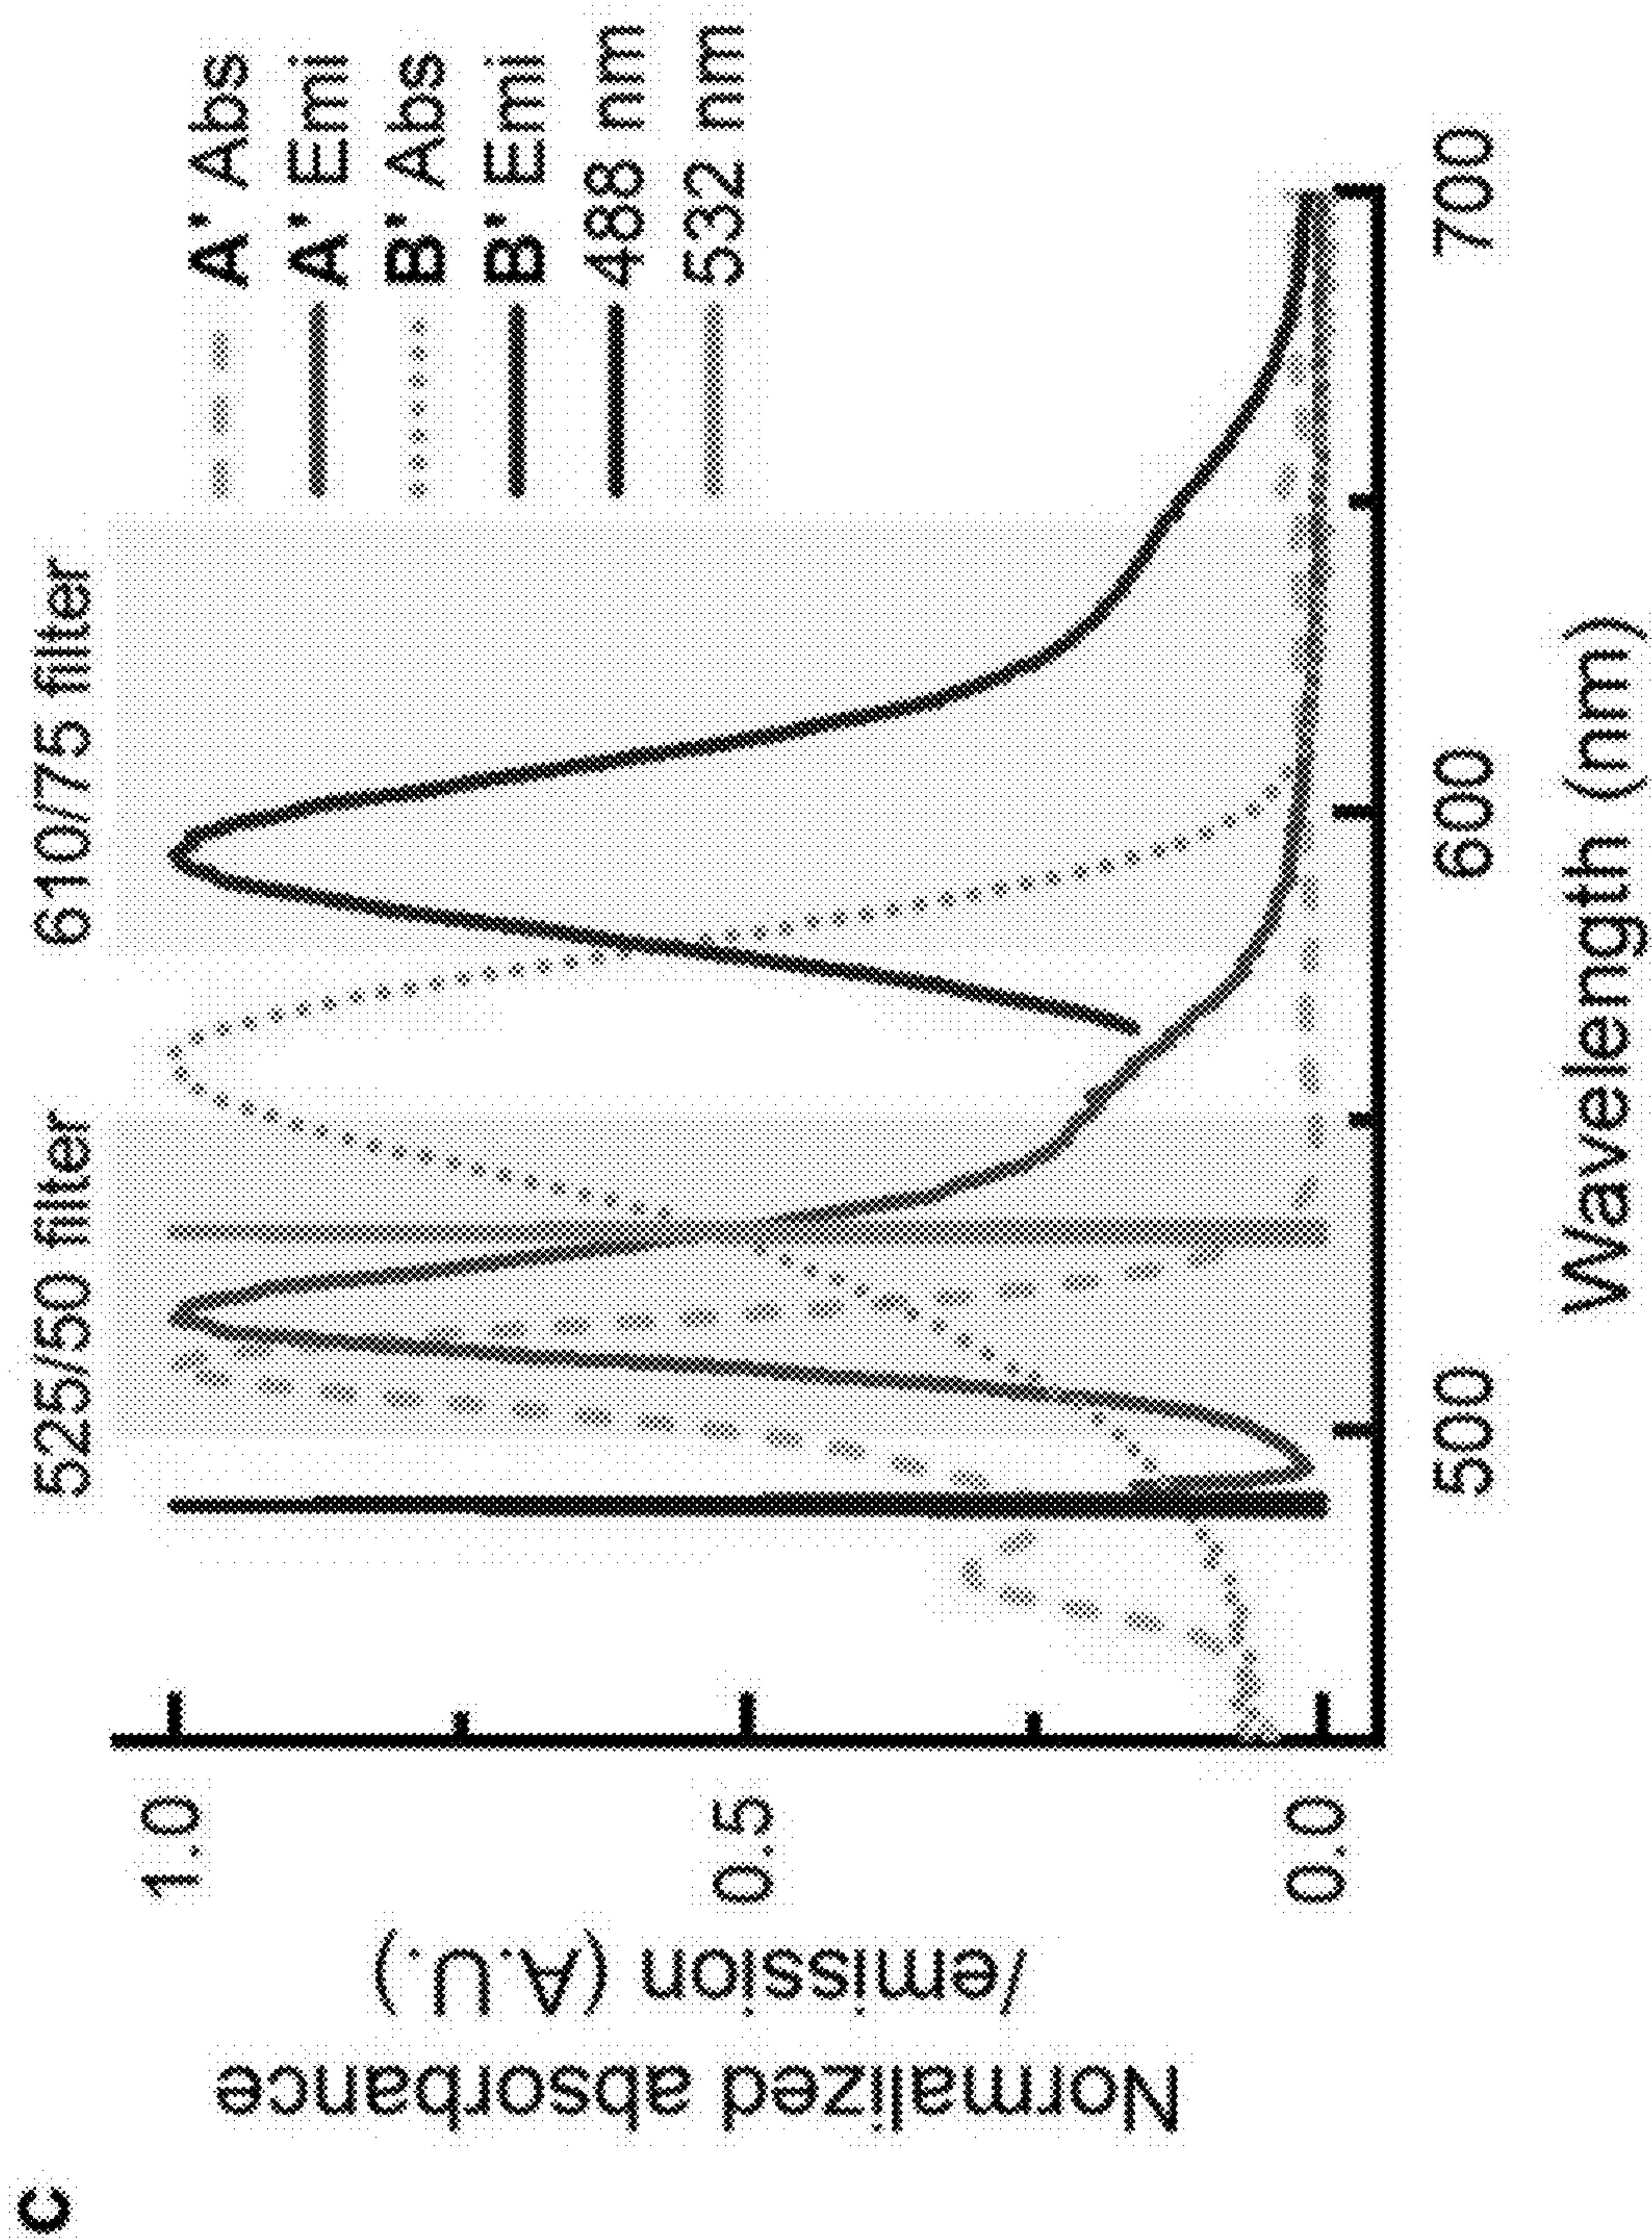 c
525/50 filter
610/75 filter
A' Abs
A' Emi
B' Abs
B' Emi
488 nm
532 nm
Normalized absorbance
/emission (A.U.)
1.0
0.5
0.0
500
600
700
Wavelength (nm)